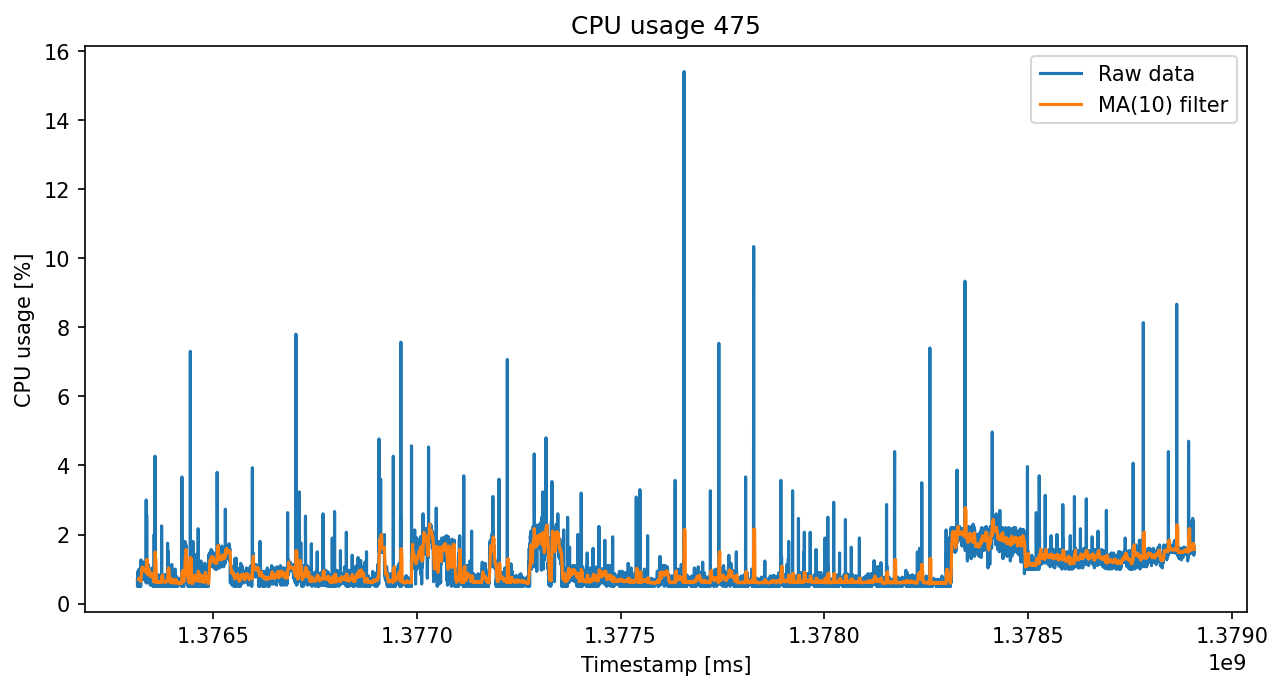 CPU usage 475
Raw data
MA(10) filter
CPU usage [%]
16
14
12
10
8
6
4
2
0
1.3765 1.3770 1.3775 1.3780 1.3785 1.3790
1e9
Timestamp [ms]